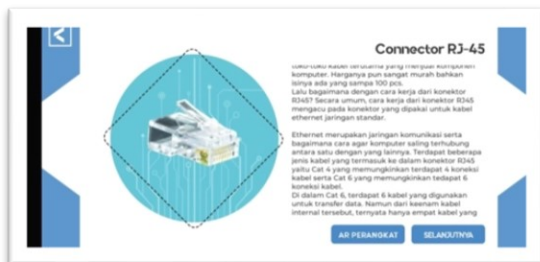 Connector RJ-45
toko-toko kabel terutama yang menjual komponen
komputer. Harganya pun sangat murah bahkan
isinya ada yang sampa 100 pcs.
Lalu bagaimana dengan cara kerja dari konektor
RJ45? Secara umum, cara kerja dari konektor RJ45
mengacu pada konektor yang dipakai untuk kabel
ethernet jaringan standar.
Ethernet merupakan jaringan komunikasi serta
bagaimana cara agar komputer saling terhubung
antara satu dengan yang lainnya. Terdapat beberapa
jenis kabel yang termasuk ke dalam konektor RJ45
yaitu Cat 4 yang memungkinkan terdapat 4 koneksi
kabel serta Cat 6 yang memungkinkan tedapat 6
koneksi kabel.
Di dalam Cat 6, terdapat 6 kabel yang digunakan
untuk transfer data. Namun dari keenam kabel
internal tersebut, ternyata hanya empat kabel yang
AR PERANGKAT
SELANJUTNYA